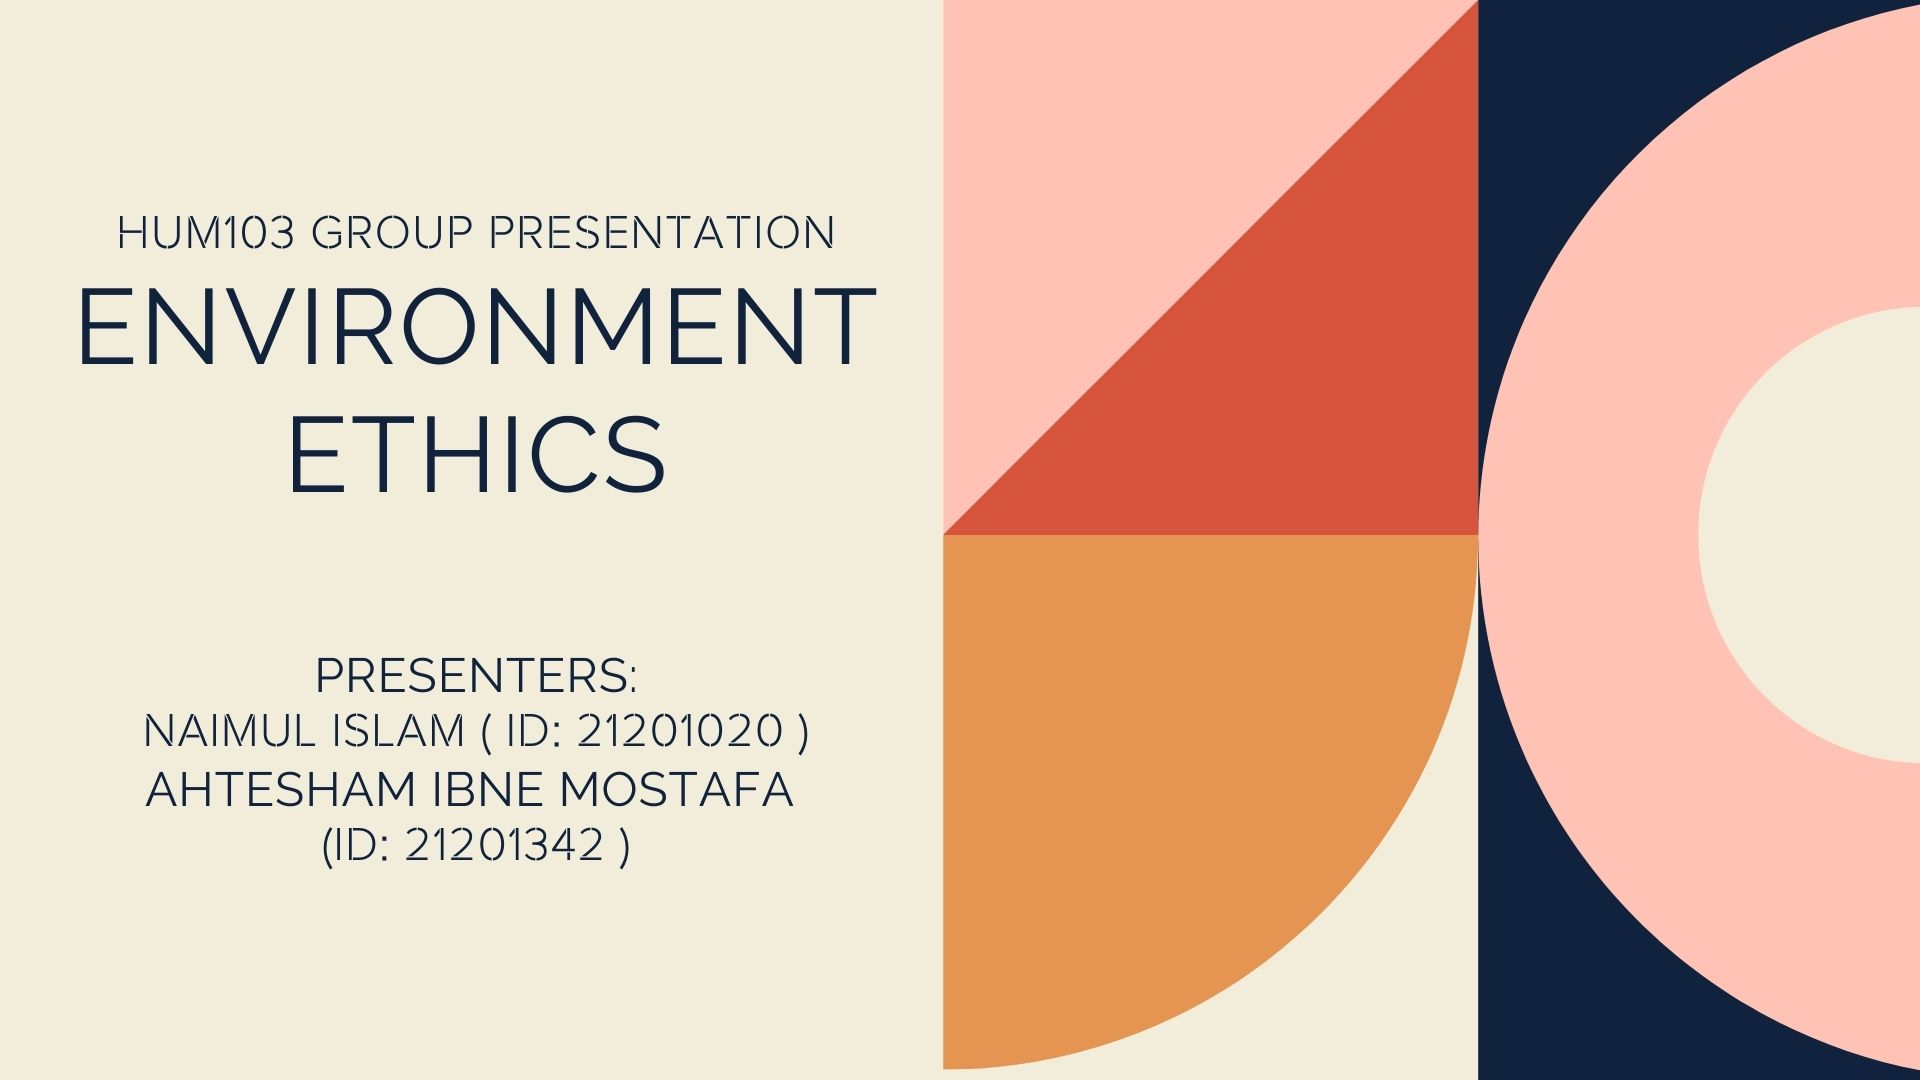 HUM103 GROUP PRESENTATION
ENVIRONMENT
ETHICS
PRESENTERS:
NAIMUL ISLAM ( ID: 21201020 )
AHTESHAM IBNE MOSTAFA
(ID: 21201342 )